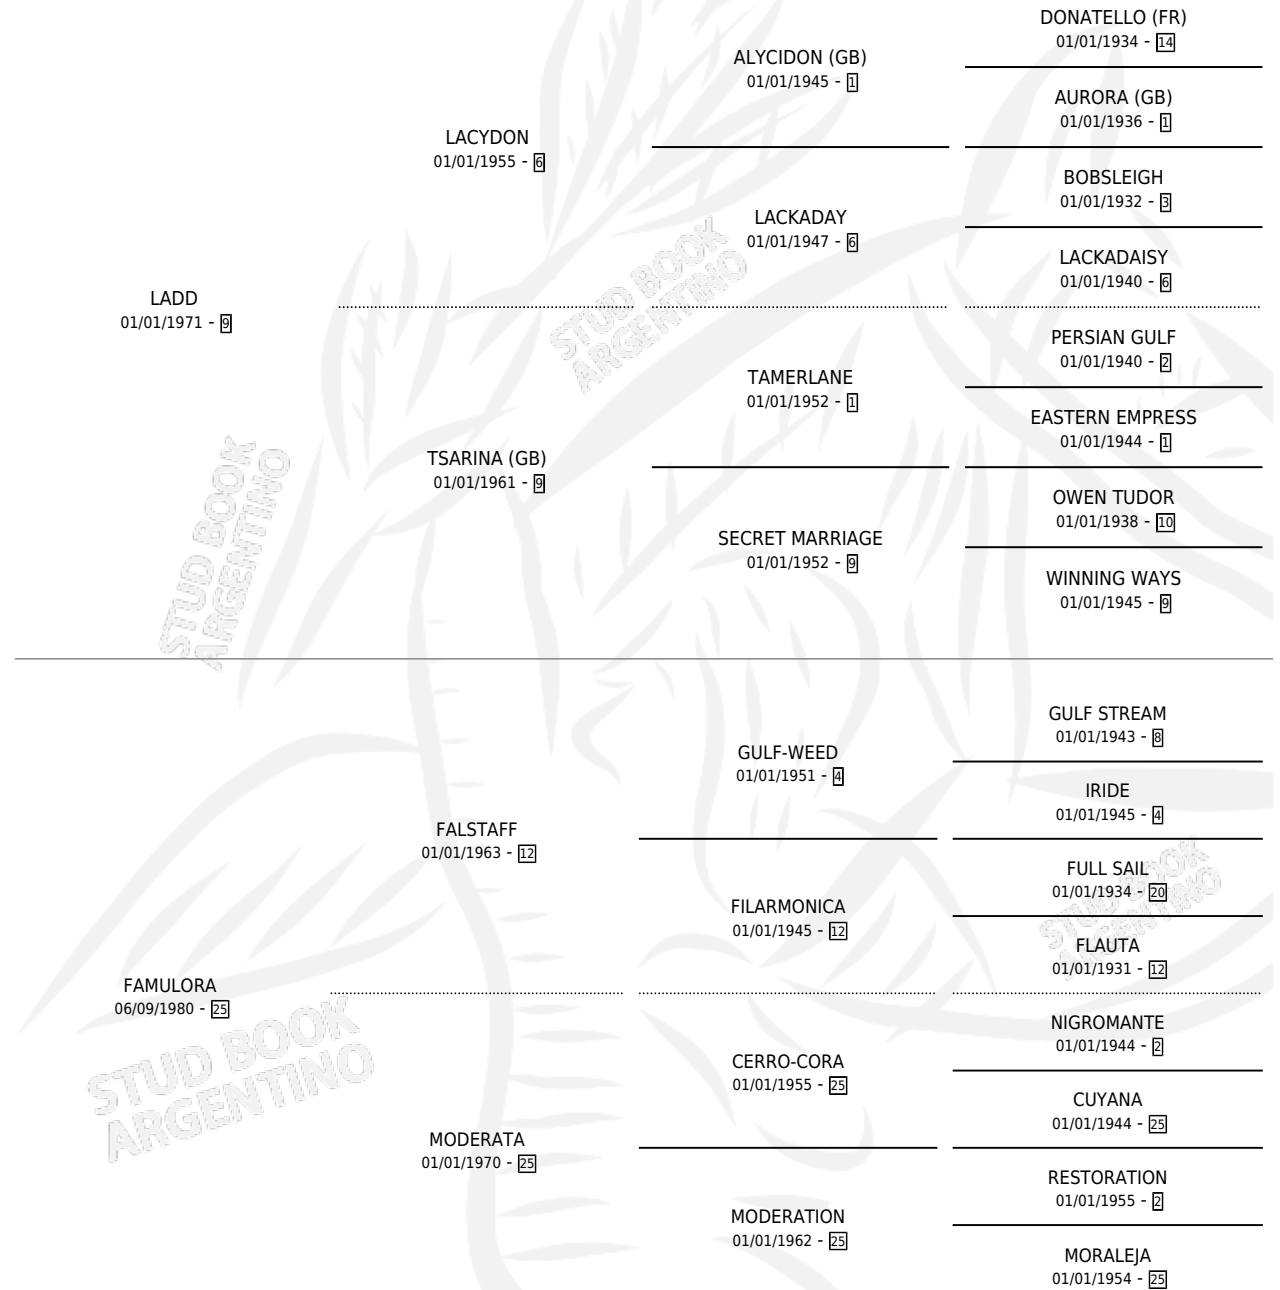 DONATELLO (FR)
01/01/1934 - 14
ALYCIDON (GB)
01/01/1945 - 1
AURORA (GB)
01/01/1936 - 1
LACYDON
01/01/1955 - 6
BOBSLEIGH
01/01/1932 - 3
LACKADAY
01/01/1947 - 6
LACKADAISY
01/01/1940 - 6
LADD
01/01/1971 - 9
STUD BOOK
ARGENTINO
PERSIAN GULF
01/01/1940 - 2
TAMERLANE
01/01/1952 - 1
EASTERN EMPRESS
01/01/1944 - 1
TSARINA (GB)
01/01/1961 - 9
OWEN TUDOR
01/01/1938 - 10
SECRET MARRIAGE
01/01/1952 - 9
WINNING WAYS
01/01/1945 - 9
STUD BOOK
ARGENTINO
GULF STREAM
01/01/1943 - 8
GULF-WEED
01/01/1951 - 4
IRIDE
01/01/1945 - 4
FALSTAFF
01/01/1963 - 12
FULL SAIL
01/01/1934 - 20
FILARMONICA
01/01/1945 - 12
FLAUTA
01/01/1931 - 12
STUD BOOK
ARGENTINO
FAMULORA
06/09/1980 - 25
STUD BOOK
ARGENTINO
NIGROMANTE
01/01/1944 - 2
CERRO-CORA
01/01/1955 - 25
CUYANA
01/01/1944 - 25
MODERATA
01/01/1970 - 25
RESTORATION
01/01/1955 - 2
MODERATION
01/01/1962 - 25
MORALEJA
01/01/1954 - 25